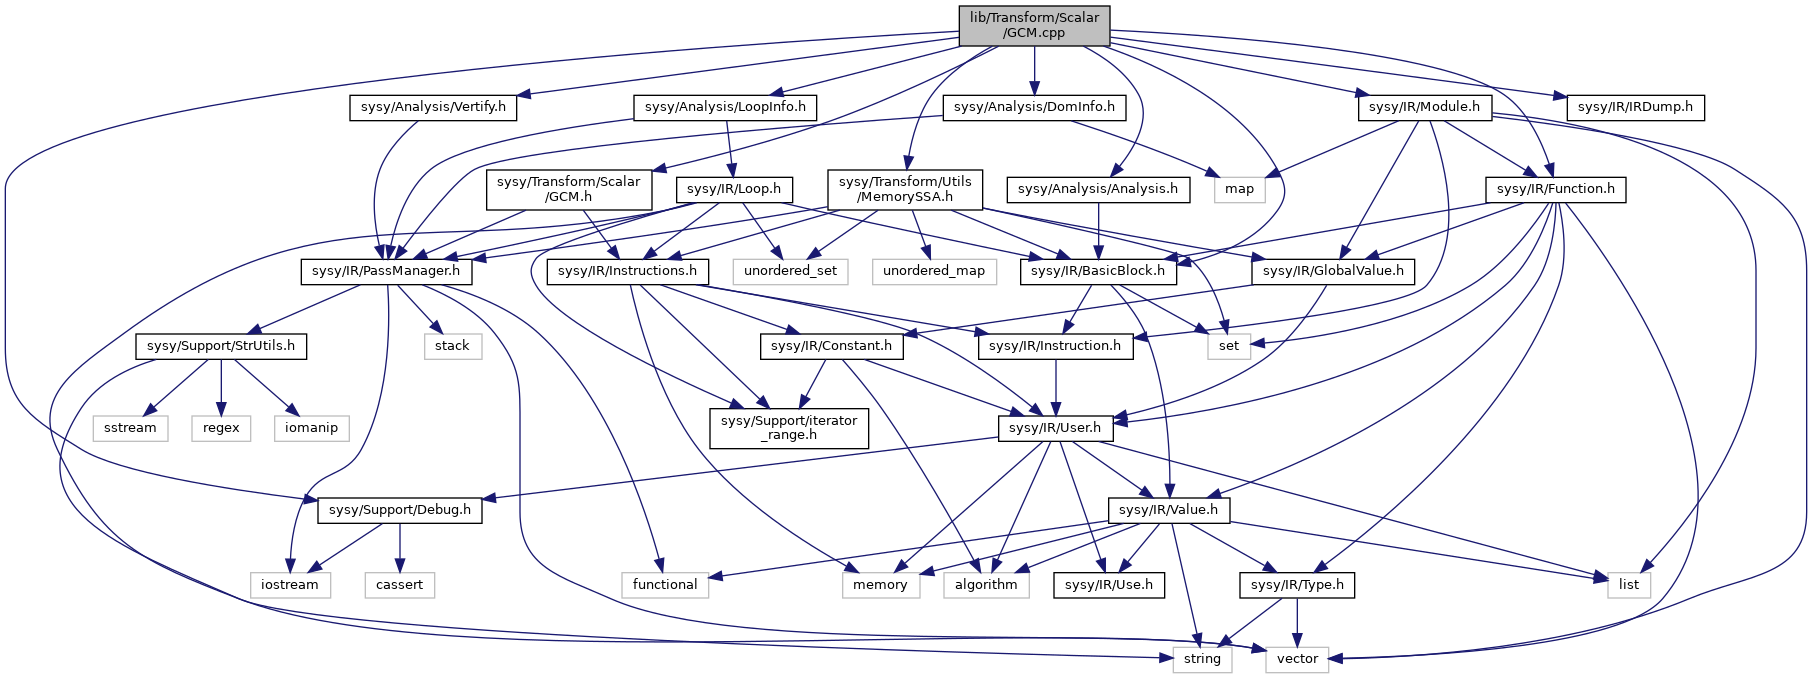 lib/Transform/Scalar
/GCM.cpp
sysy/Analysis/Vertify.h
sysy/Analysis/LoopInfo.h
sysy/Analysis/DomInfo.h
sysy/IR/Module.h
sysy/IR/IRDump.h
sysy/Transform/Scalar
/GCM.h
sysy/IR/Loop.h
sysy/Transform/Utils
/MemorySSA.h
sysy/Analysis/Analysis.h
map
sysy/IR/Function.h
sysy/IR/PassManager.h
sysy/IR/Instructions.h
unordered_set
unordered_map
sysy/IR/BasicBlock.h
sysy/IR/GlobalValue.h
sysy/Support/StrUtils.h
stack
sysy/IR/Constant.h
sysy/IR/Instruction.h
set
sstream
regex
iomanip
sysy/Support/iterator
_range.h
sysy/IR/User.h
sysy/Support/Debug.h
sysy/IR/Value.h
iostream
cassert
functional
memory
algorithm
sysy/IR/Use.h
sysy/IR/Type.h
list
string
vector